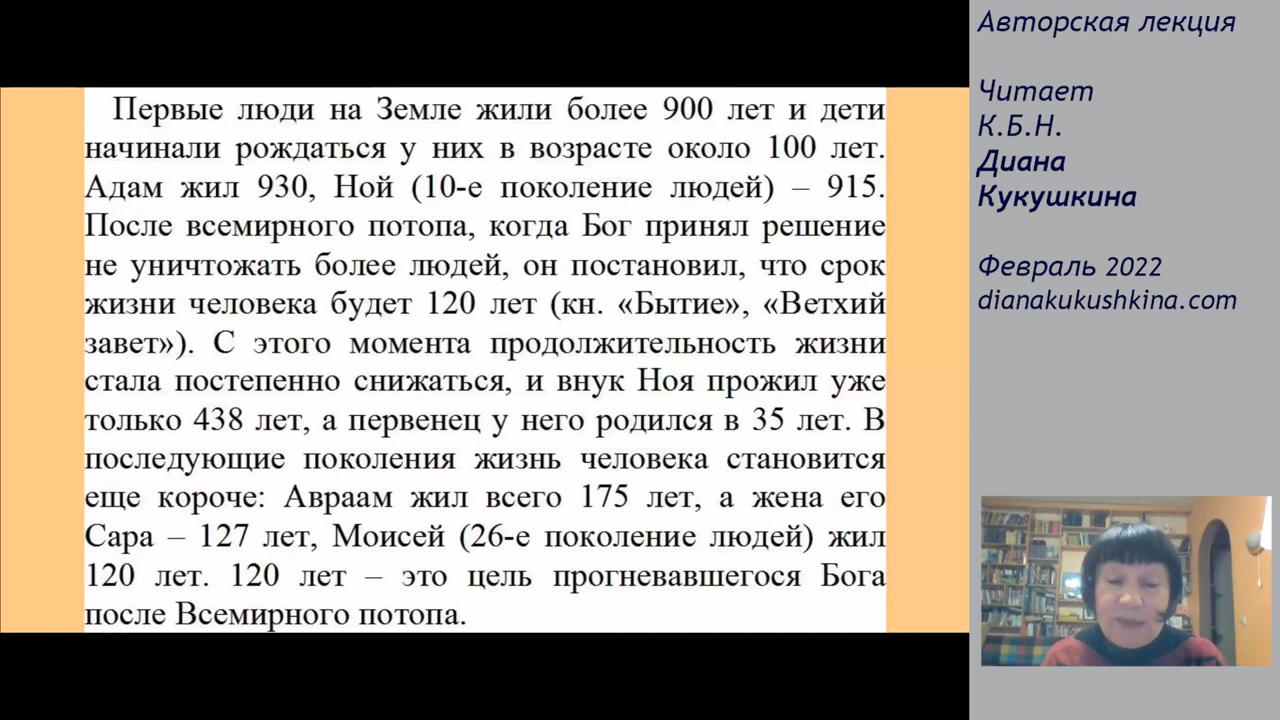 Первые люди на Земле жили более 900 лет и дети
начинали рождаться у них в возрасте около 100 лет.
Адам жил 930, Ной (10-е поколение людей) – 915.
После всемирного потопа, когда Бог принял решение
не уничтожать более людей, он постановил, что срок
жизни человека будет 120 лет (кн. «Бытие», «Ветхий
завет»). С этого момента продолжительность жизни
стала постепенно снижаться, и внук Ноя прожил уже
только 438 лет, а первенец у него родился в 35 лет. В
последующие поколения жизнь человека становится
еще короче: Авраам жил всего 175 лет, а жена его
Сара – 127 лет, Моисей (26-е поколение людей) жил
120 лет. 120 лет – это цель прогневавшегося Бога
после Всемирного потопа.
Авторская лекция
Читает
К.Б.Н.
Диана
Кукушкина
Февраль 2022
dianakukushkina.com